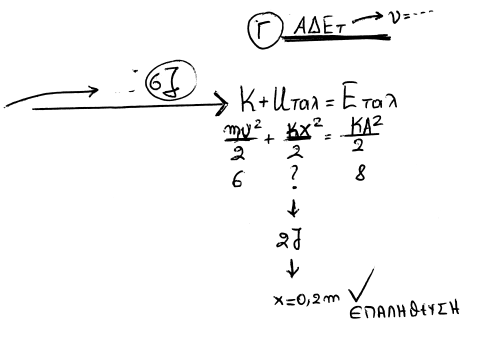 Γ ΑΔΕτ → υ=...
: 6J
K + Uταλ = Eταλ
mυ²/2 + kx²/2 = KA²/2
6 ? 8
↓
2J
↓
x=0,2m ✓
ΕΠΑΛΗΘΕΥΣΗ